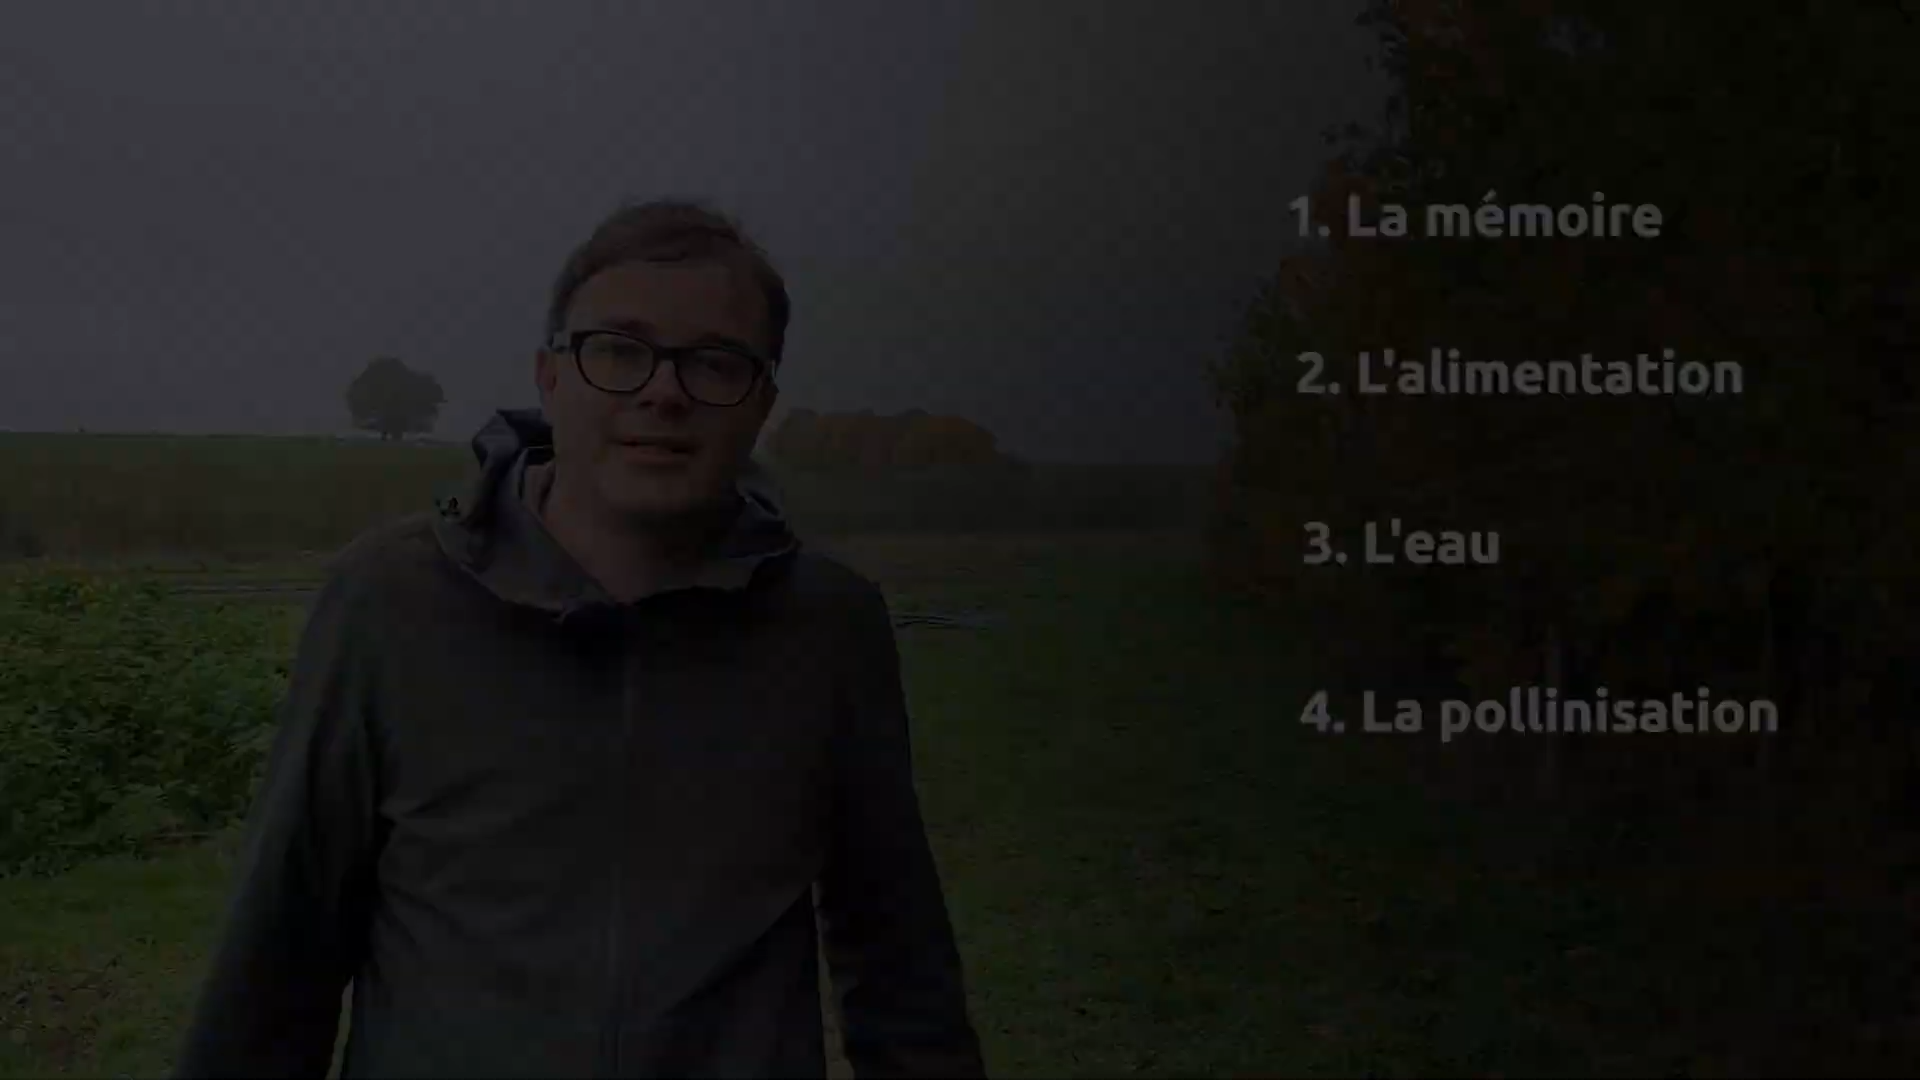 1. La mémoire
2. L'alimentation
3. L'eau
4. La pollinisation